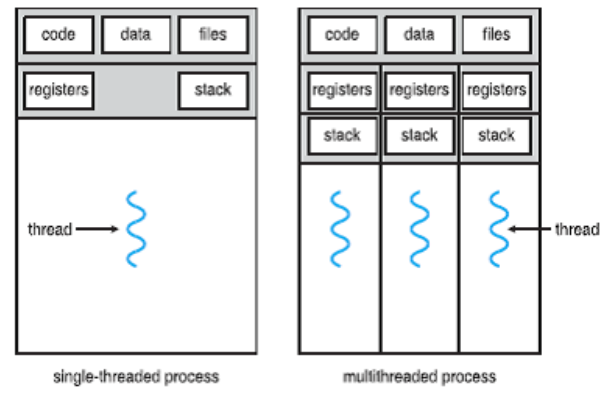 code data files
registers stack
thread
single-threaded process
code data files
registers registers registers
stack stack stack
thread
multithreaded process